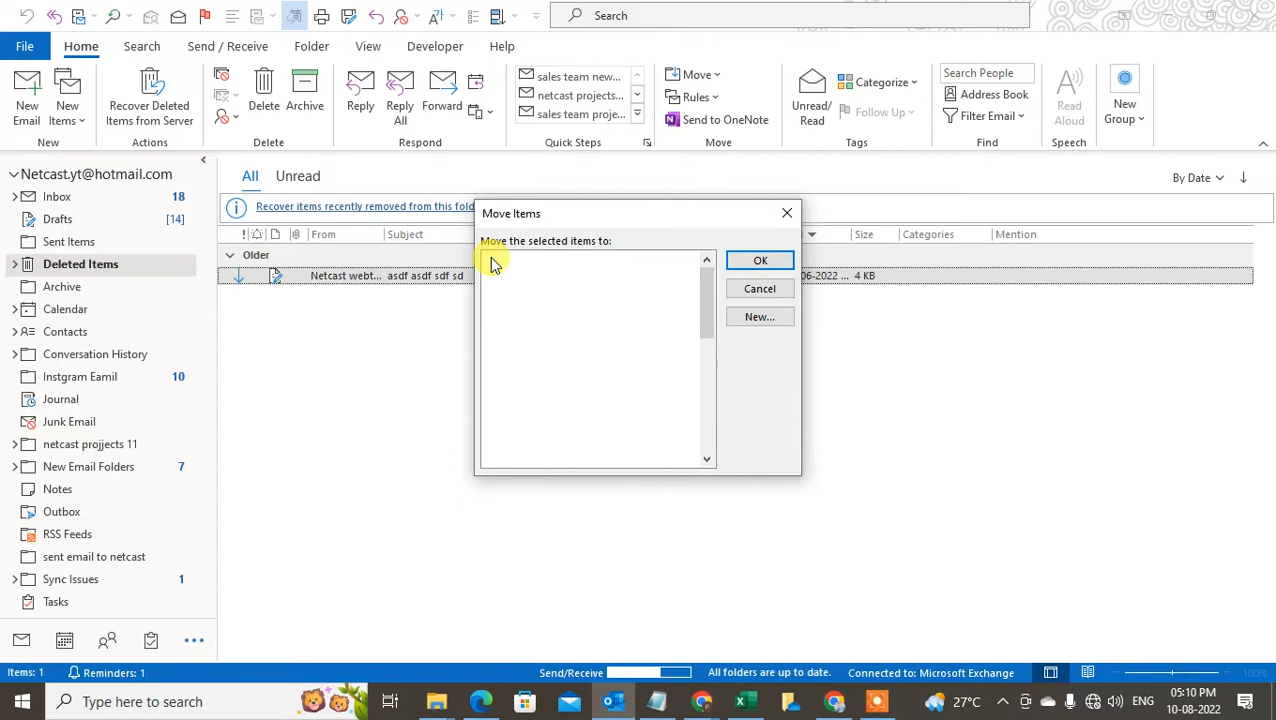 Search
File Home Search Send / Receive Folder View Developer Help
New Email
New Items
Recover Deleted Items from Server
Delete
Archive
Reply
Reply All
Forward
sales team new...
netcast projects...
sales team proje...
Move
Rules
Send to OneNote
Unread/ Read
Categorize
Follow Up
Search People
Address Book
Filter Email
Read Aloud
New Group
New Actions Delete Respond Quick Steps Move Tags Find Speech
Netcast.yt@hotmail.com
Inbox 18
Drafts [14]
Sent Items
Deleted Items
Archive
Calendar
Contacts
Conversation History
Instgram Eamil 10
Journal
Junk Email
netcast projjects 11
New Email Folders 7
Notes
Outbox
RSS Feeds
sent email to netcast
Sync Issues 1
Tasks
All Unread
By Date
Recover items recently removed from this fold
From Subject Size Categories Mention
Older
Netcast webt... asdf asdf sdf sd 06-2022 ... 4 KB
Move Items
Move the selected items to:
OK
Cancel
New...
Items: 1 Reminders: 1 Send/Receive All folders are up to date. Connected to: Microsoft Exchange 100%
Type here to search
27°C
ENG
05:10 PM
10-08-2022